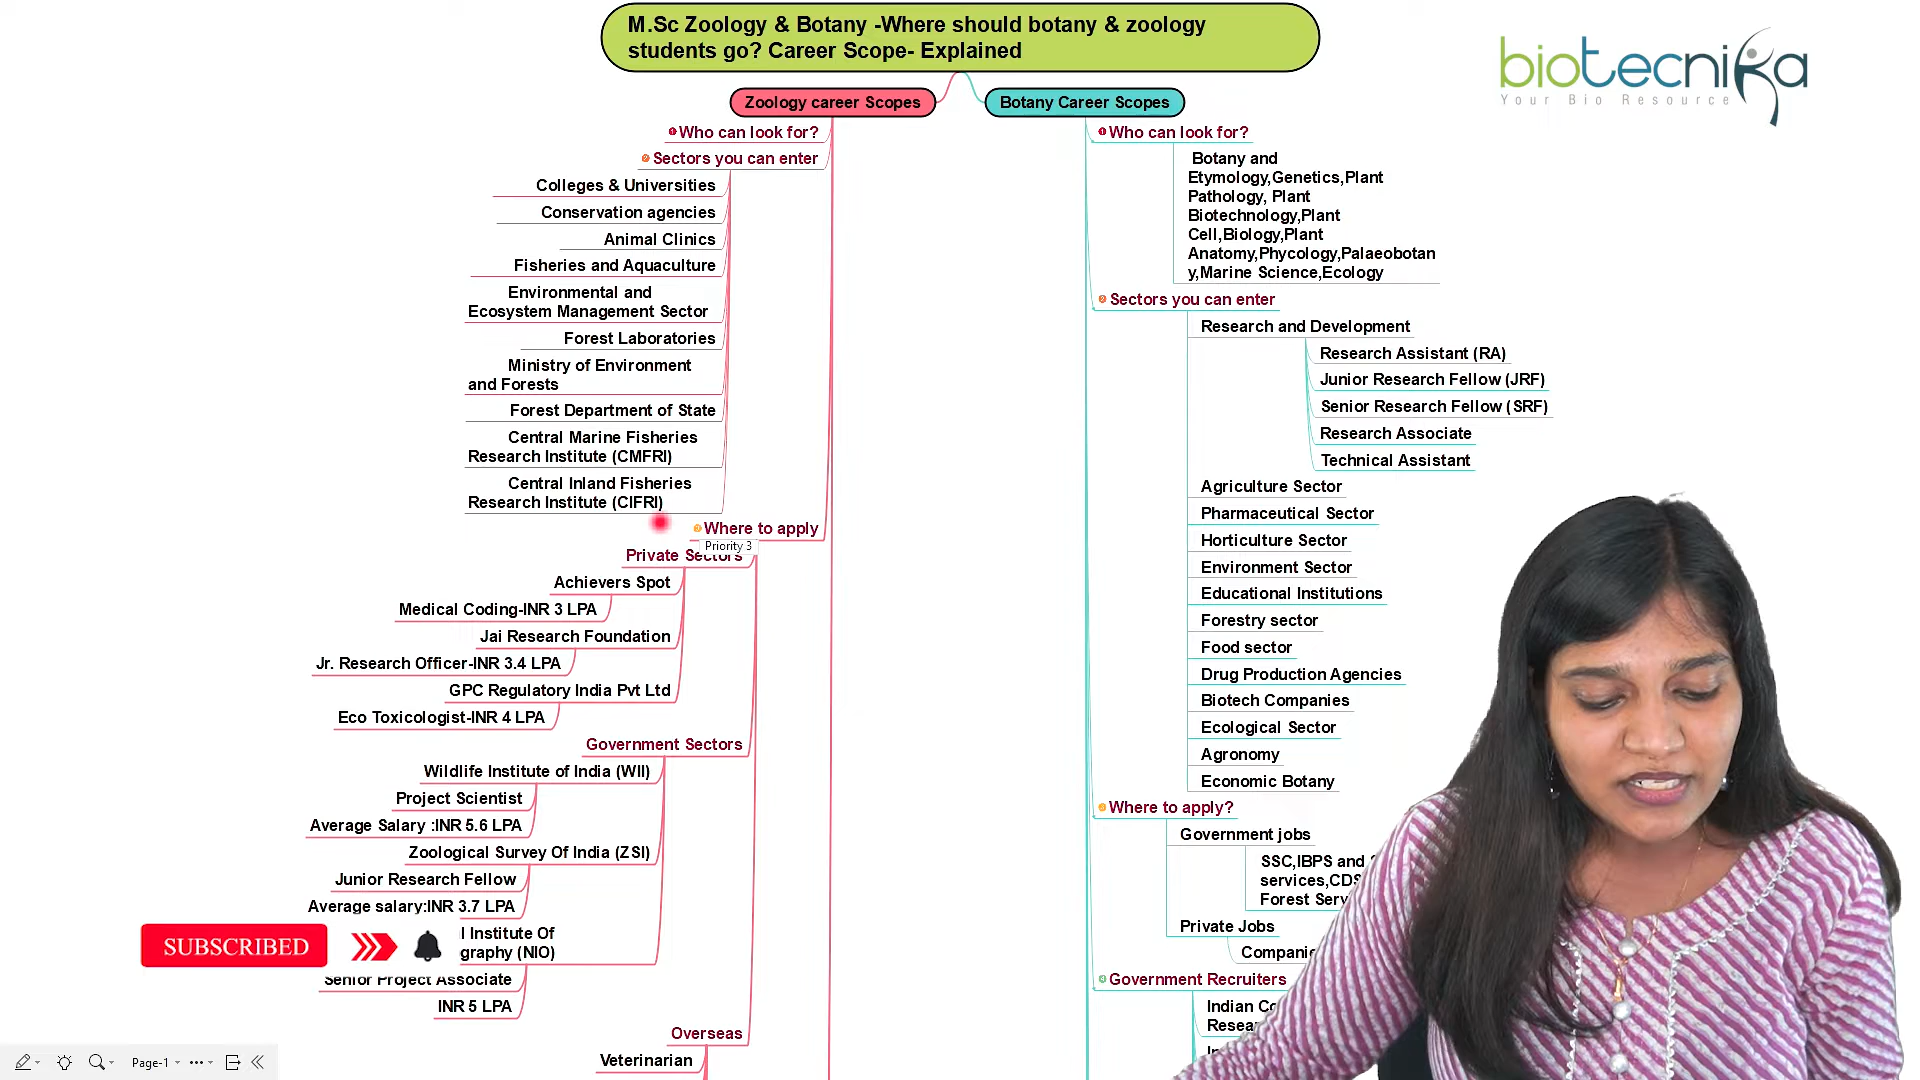 M.Sc Zoology & Botany -Where should botany & zoology
students go? Career Scope- Explained
biotecnika
Your Bio Resource
Zoology career Scopes
Who can look for?
Sectors you can enter
Colleges & Universities
Conservation agencies
Animal Clinics
Fisheries and Aquaculture
Environmental and
Ecosystem Management Sector
Forest Laboratories
Ministry of Environment
and Forests
Forest Department of State
Central Marine Fisheries
Research Institute (CMFRI)
Central Inland Fisheries
Research Institute (CIFRI)
Where to apply
Priority 3
Private Sectors
Achievers Spot
Medical Coding-INR 3 LPA
Jai Research Foundation
Jr. Research Officer-INR 3.4 LPA
GPC Regulatory India Pvt Ltd
Eco Toxicologist-INR 4 LPA
Government Sectors
Wildlife Institute of India (WII)
Project Scientist
Average Salary :INR 5.6 LPA
Zoological Survey Of India (ZSI)
Junior Research Fellow
Average salary:INR 3.7 LPA
Institute Of
(NIO)
Senior Project Associate
INR 5 LPA
Overseas
Veterinarian
SUBSCRIBED
Page-1
Botany Career Scopes
Who can look for?
Botany and
Etymology,Genetics,Plant
Pathology, Plant
Biotechnology,Plant
Cell,Biology,Plant
Anatomy,Phycology,Palaeobotan
y,Marine Science,Ecology
Sectors you can enter
Research and Development
Research Assistant (RA)
Junior Research Fellow (JRF)
Senior Research Fellow (SRF)
Research Associate
Technical Assistant
Agriculture Sector
Pharmaceutical Sector
Horticulture Sector
Environment Sector
Educational Institutions
Forestry sector
Food sector
Drug Production Agencies
Biotech Companies
Ecological Sector
Agronomy
Economic Botany
Where to apply?
Government jobs
SSC,IBPS and
services,CDS
Forest
Private Jobs
Government Recruiters
Indian